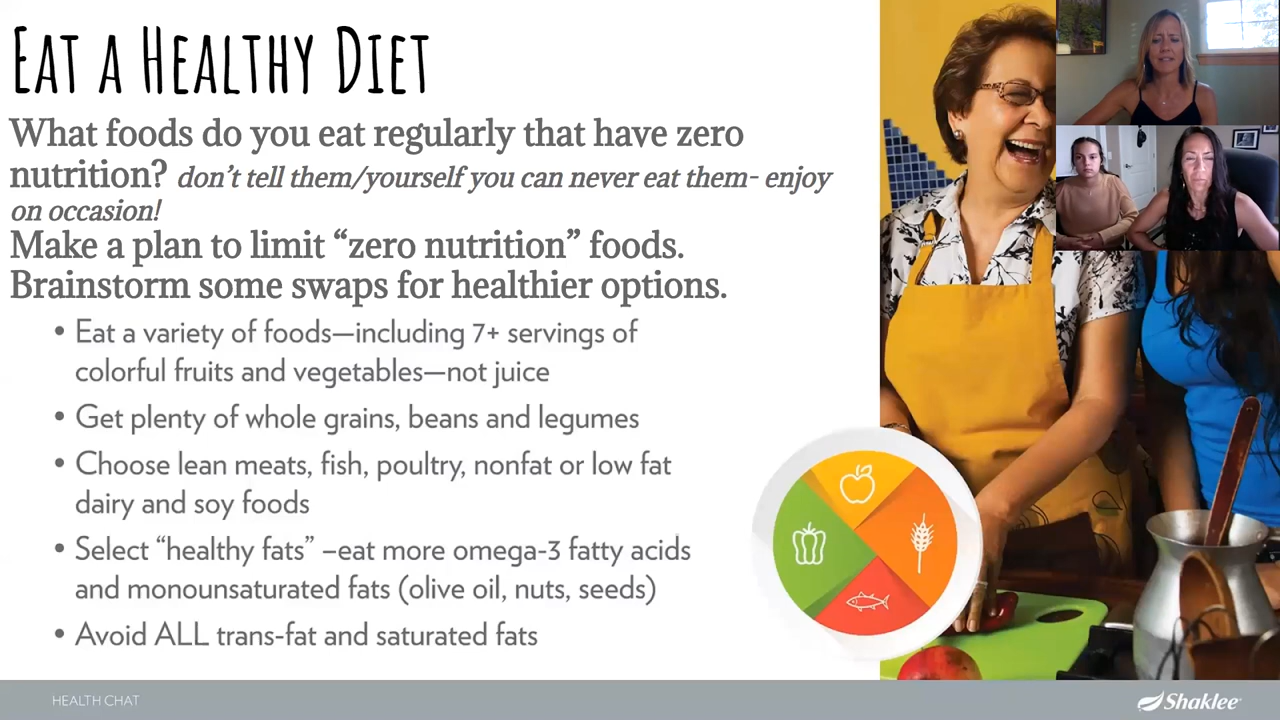 Eat a Healthy Diet
What foods do you eat regularly that have zero
nutrition? don't tell them/yourself you can never eat them- enjoy
on occasion!
Make a plan to limit “zero nutrition” foods.
Brainstorm some swaps for healthier options.
• Eat a variety of foods—including 7+ servings of
colorful fruits and vegetables—not juice
• Get plenty of whole grains, beans and legumes
• Choose lean meats, fish, poultry, nonfat or low fat
dairy and soy foods
• Select “healthy fats” –eat more omega-3 fatty acids
and monounsaturated fats (olive oil, nuts, seeds)
• Avoid ALL trans-fat and saturated fats
HEALTH CHAT
Shaklee